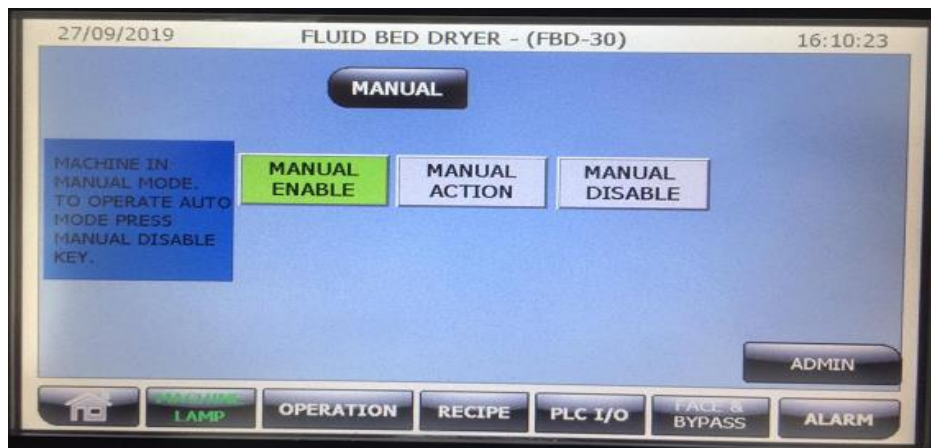 27/09/2019 FLUID BED DRYER - (FBD-30) 16:10:23
MANUAL
MACHINE IN
MANUAL MODE.
TO OPERATE AUTO
MODE PRESS
MANUAL DISABLE
KEY.
MANUAL
ENABLE
MANUAL
ACTION
MANUAL
DISABLE
ADMIN
LAMP
OPERATION
RECIPE
PLC I/O
&
BYPASS
ALARM